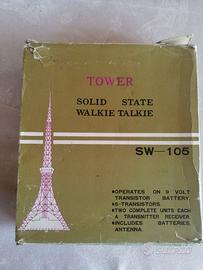 TOWER
SOLID STATE
WALKIE TALKIE
SW—105
●OPERATES ON 9 VOLT
TRANSISTOR BATTERY.
●5-TRANSISTORS
●TWO COMPLETE UNITS EACH
A TRANSMITTER RECEIVER
●INCLUDES BATTERIES
ANTENNA.